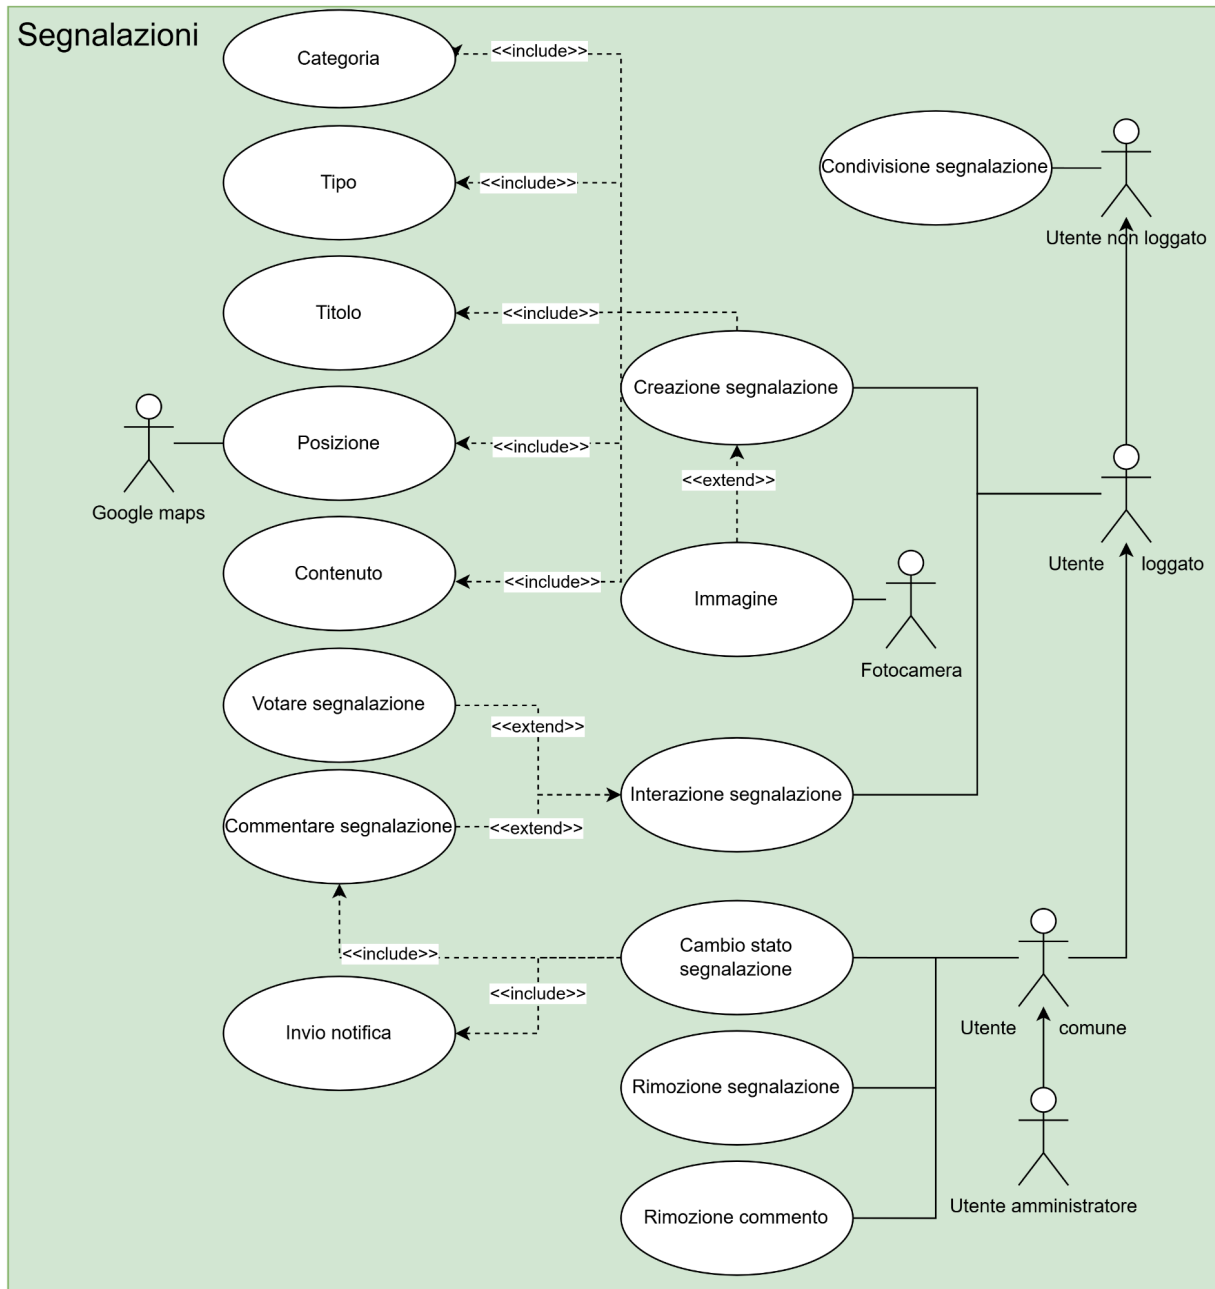 Segnalazioni
Categoria
<<include>>
Tipo
<<include>>
Condivisione segnalazione
Utente non loggato
Titolo
<<include>>
Creazione segnalazione
Posizione
<<include>>
Google maps
<<extend>>
Contenuto
<<include>>
Immagine
Fotocamera
Utente loggato
Votare segnalazione
<<extend>>
Interazione segnalazione
Commentare segnalazione
<<extend>>
<<include>>
Cambio stato
segnalazione
<<include>>
Invio notifica
Utente comune
Rimozione segnalazione
Utente amministratore
Rimozione commento